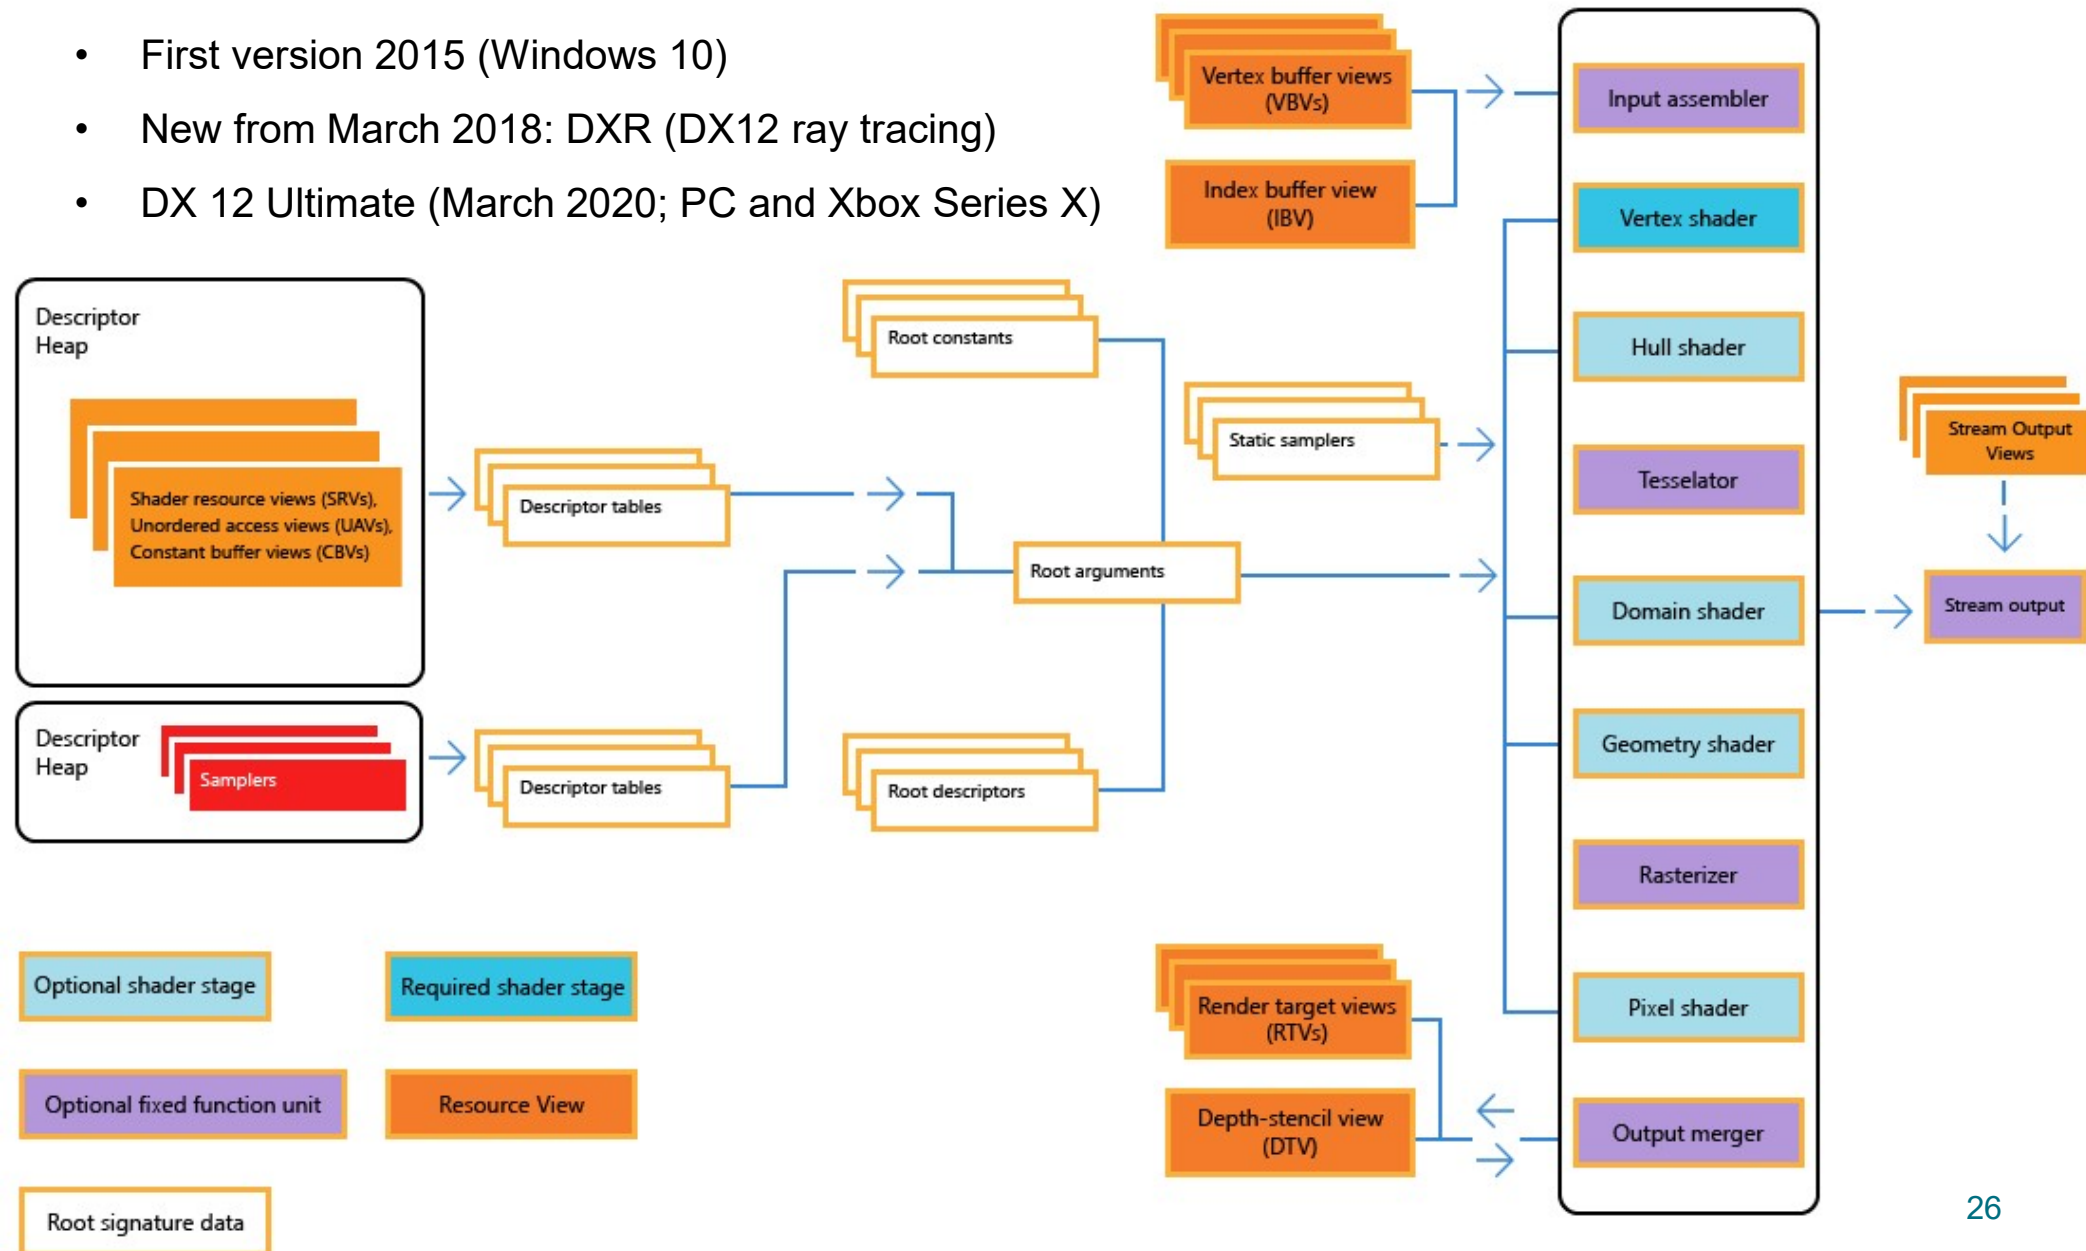 • First version 2015 (Windows 10)
• New from March 2018: DXR (DX12 ray tracing)
• DX 12 Ultimate (March 2020; PC and Xbox Series X)
Descriptor
Heap
Shader resource views (SRVs),
Unordered access views (UAVs),
Constant buffer views (CBVs)
Descriptor
Heap
Samplers
Descriptor tables
Descriptor tables
Root constants
Root arguments
Root descriptors
Static samplers
Vertex buffer views
(VBVs)
Index buffer view
(IBV)
Render target views
(RTVs)
Depth-stencil view
(DTV)
Input assembler
Vertex shader
Hull shader
Tesselator
Domain shader
Geometry shader
Rasterizer
Pixel shader
Output merger
Stream Output
Views
Stream output
Optional shader stage
Required shader stage
Optional fixed function unit
Resource View
Root signature data
26